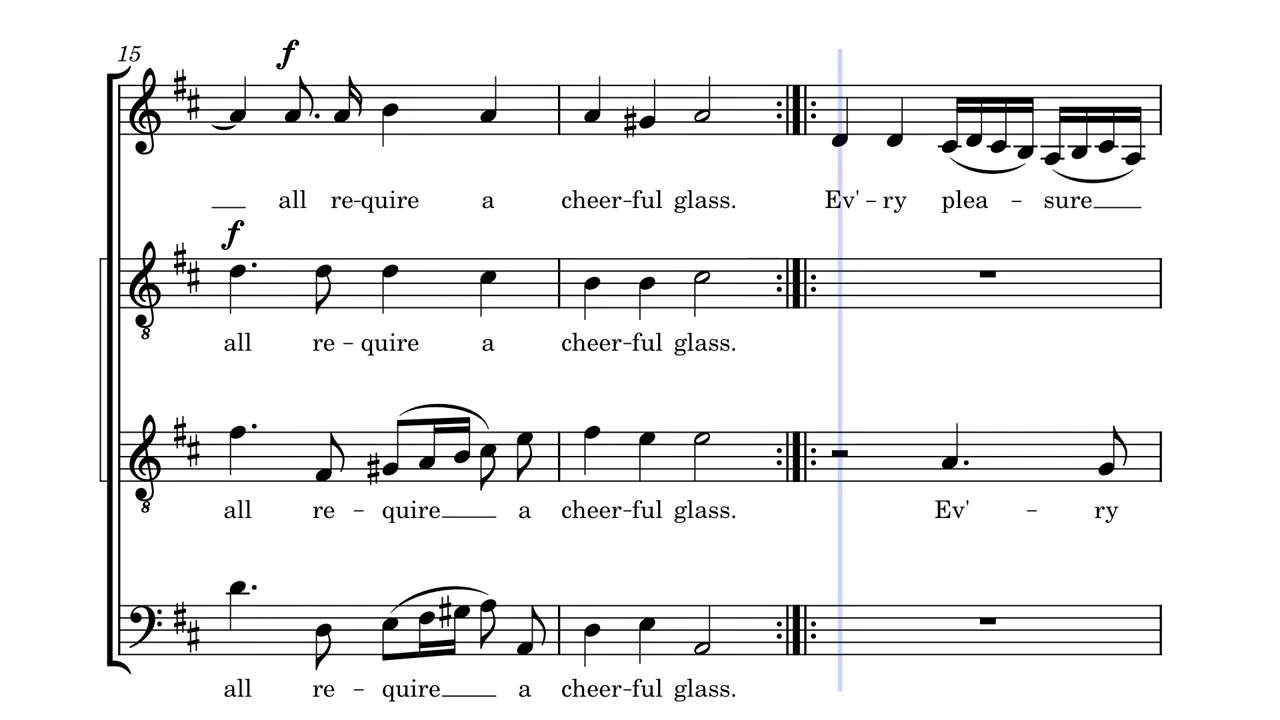 15
f
all re-quire a cheer-ful glass. Ev'-ry plea - sure
f
all re - quire a cheer-ful glass.
all re - quire a cheer-ful glass. Ev' - ry
all re - quire a cheer-ful glass.